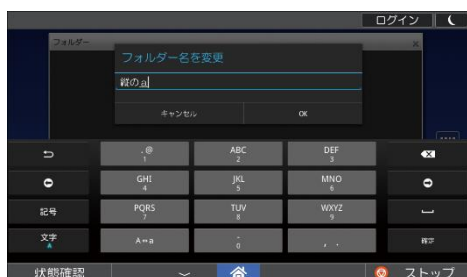 ログイン
フォルダー
x
フォルダー名を変更
縦のa
キャンセル
OK
. @
1
ABC
2
DEF
3
GHI
4
JKL
5
MNO
6
記号
PQRS
7
TUV
8
WXYZ
9
文字
A
A⇔a
-
0
, .
確定
状態確認
ストップ